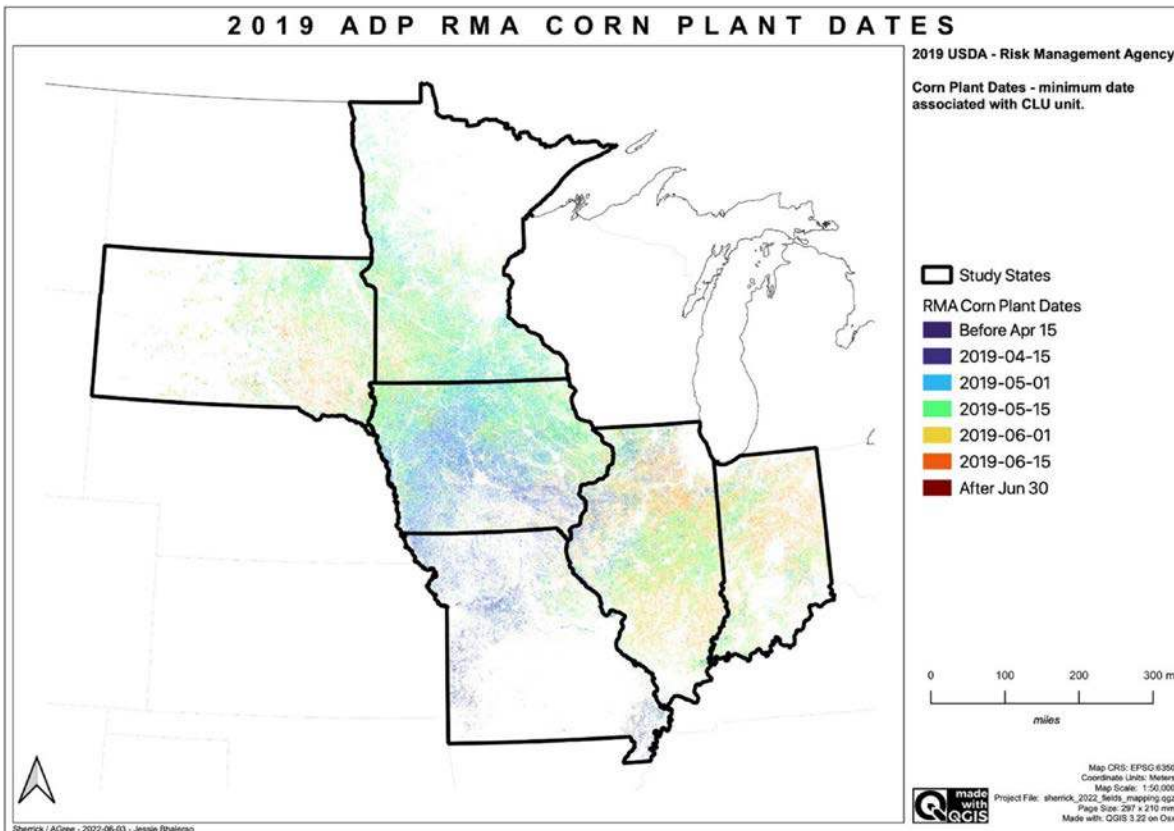 2019 ADP RMA CORN PLANT DATES
2019 USDA - Risk Management Agency
Corn Plant Dates - minimum date
associated with CLU unit.
Study States
RMA Corn Plant Dates
Before Apr 15
2019-04-15
2019-05-01
2019-05-15
2019-06-01
2019-06-15
After Jun 30
0 100 200 300 m
miles
Map CRS: EPSG:6350
Coordinate Units: Meters
Map Scale: 1:50,000
Project File: sherrick_2022_fields_mapping.qgz
Page Size: 297 x 210 mm
Made with: QGIS 3.22 on Os
made
with
QGIS
Sherrick / AGree - 2022-06-03 - Jessie